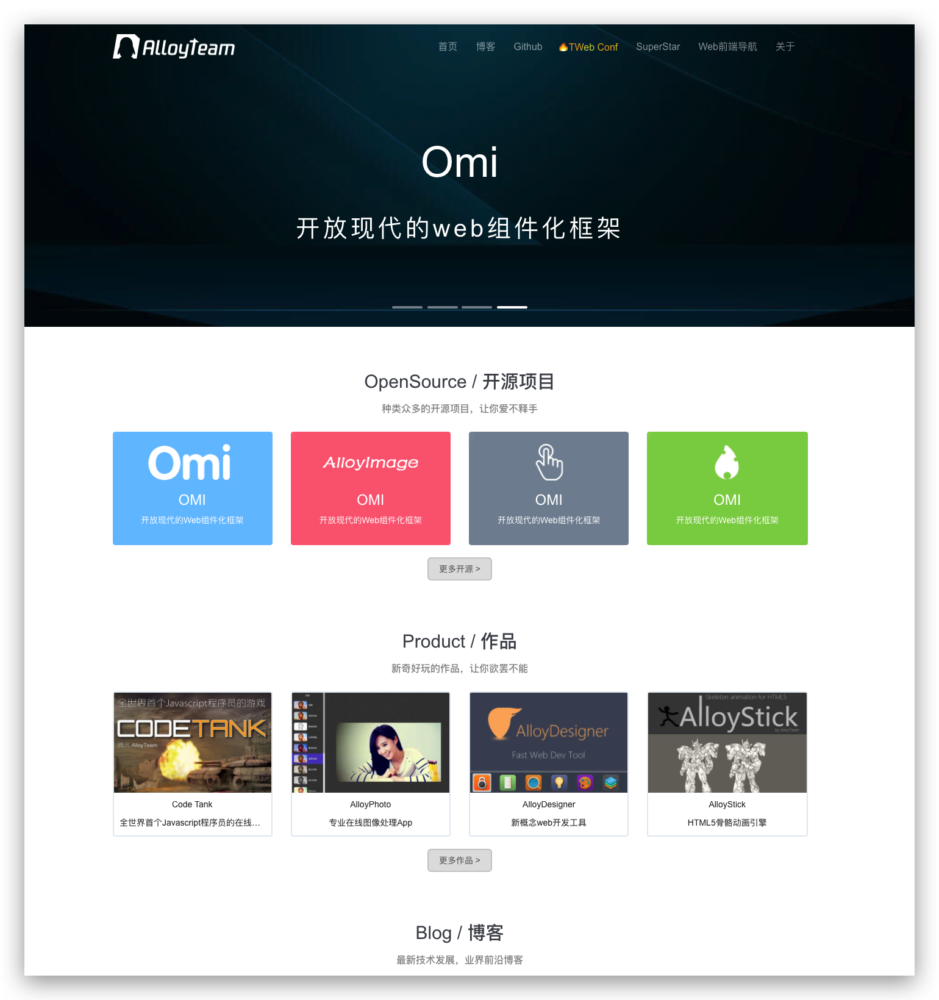 AlloyTeam
首页 博客 Github TWeb Conf SuperStar Web前端导航 关于
Omi
开放现代的web组件化框架
OpenSource / 开源项目
种类众多的开源项目，让你爱不释手
Omi
OMI
开放现代的Web组件化框架
AlloyImage
OMI
开放现代的Web组件化框架
OMI
开放现代的Web组件化框架
OMI
开放现代的Web组件化框架
更多开源 >
Product / 作品
新奇好玩的作品，让你欲罢不能
全世界首个Javascript程序员的游戏
CODETANK
腾讯 AlloyTeam
Code Tank
全世界首个Javascript程序员的在线...
AlloyPhoto
专业在线图像处理App
AlloyDesigner
Fast Web Dev Tool
AlloyDesigner
新概念web开发工具
Skeleton animation for HTML5
AlloyStick
by AlloyTeam
AlloyStick
HTML5骨骼动画引擎
更多作品 >
Blog / 博客
最新技术发展，业界前沿博客